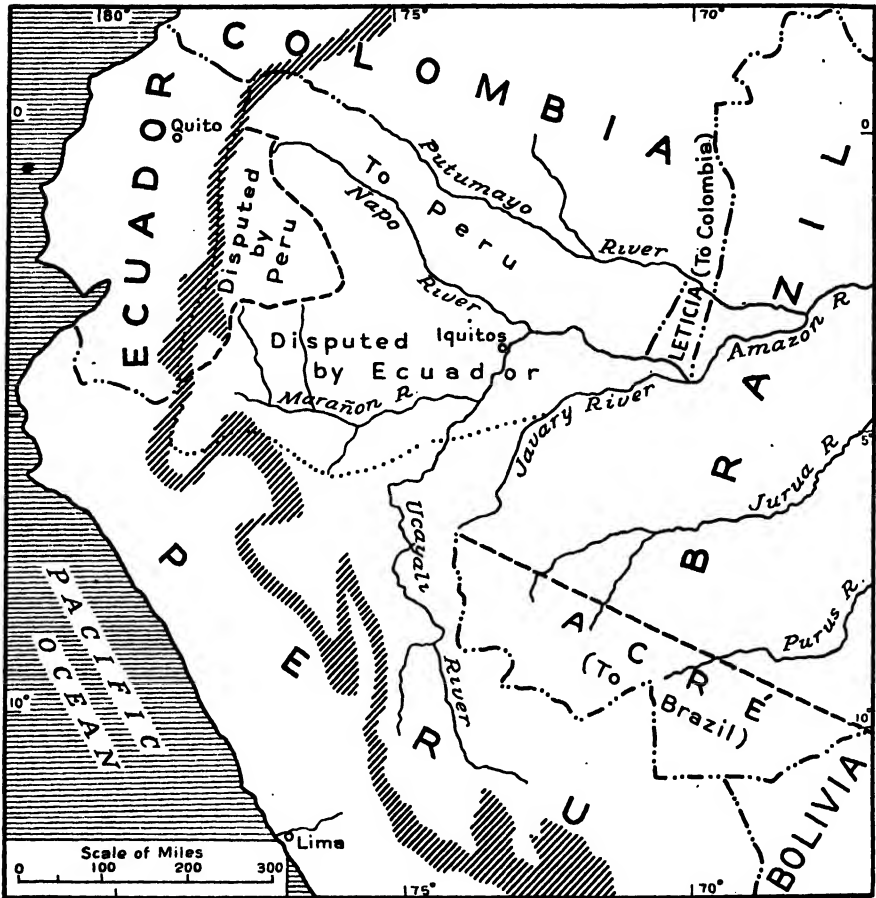 80°
75°
70°
COLOMBIA
0
Quito
0
ECUADOR
Disputed
by
Peru
To
Peru
Putumayo
River
Napo
River
LETICIA (To Colombia)
BRAZIL
Amazon R
Disputed
by Ecuador
Iquitos
Marañon R.
Javary River
5°
Jurua R
Ucayali
River
PERU
ACRE
(To
Brazil)
Purus R.
PACIFIC
OCEAN
10°
10°
BOLIVIA
Lima
Scale of Miles
0 100 200 300
75°
70°